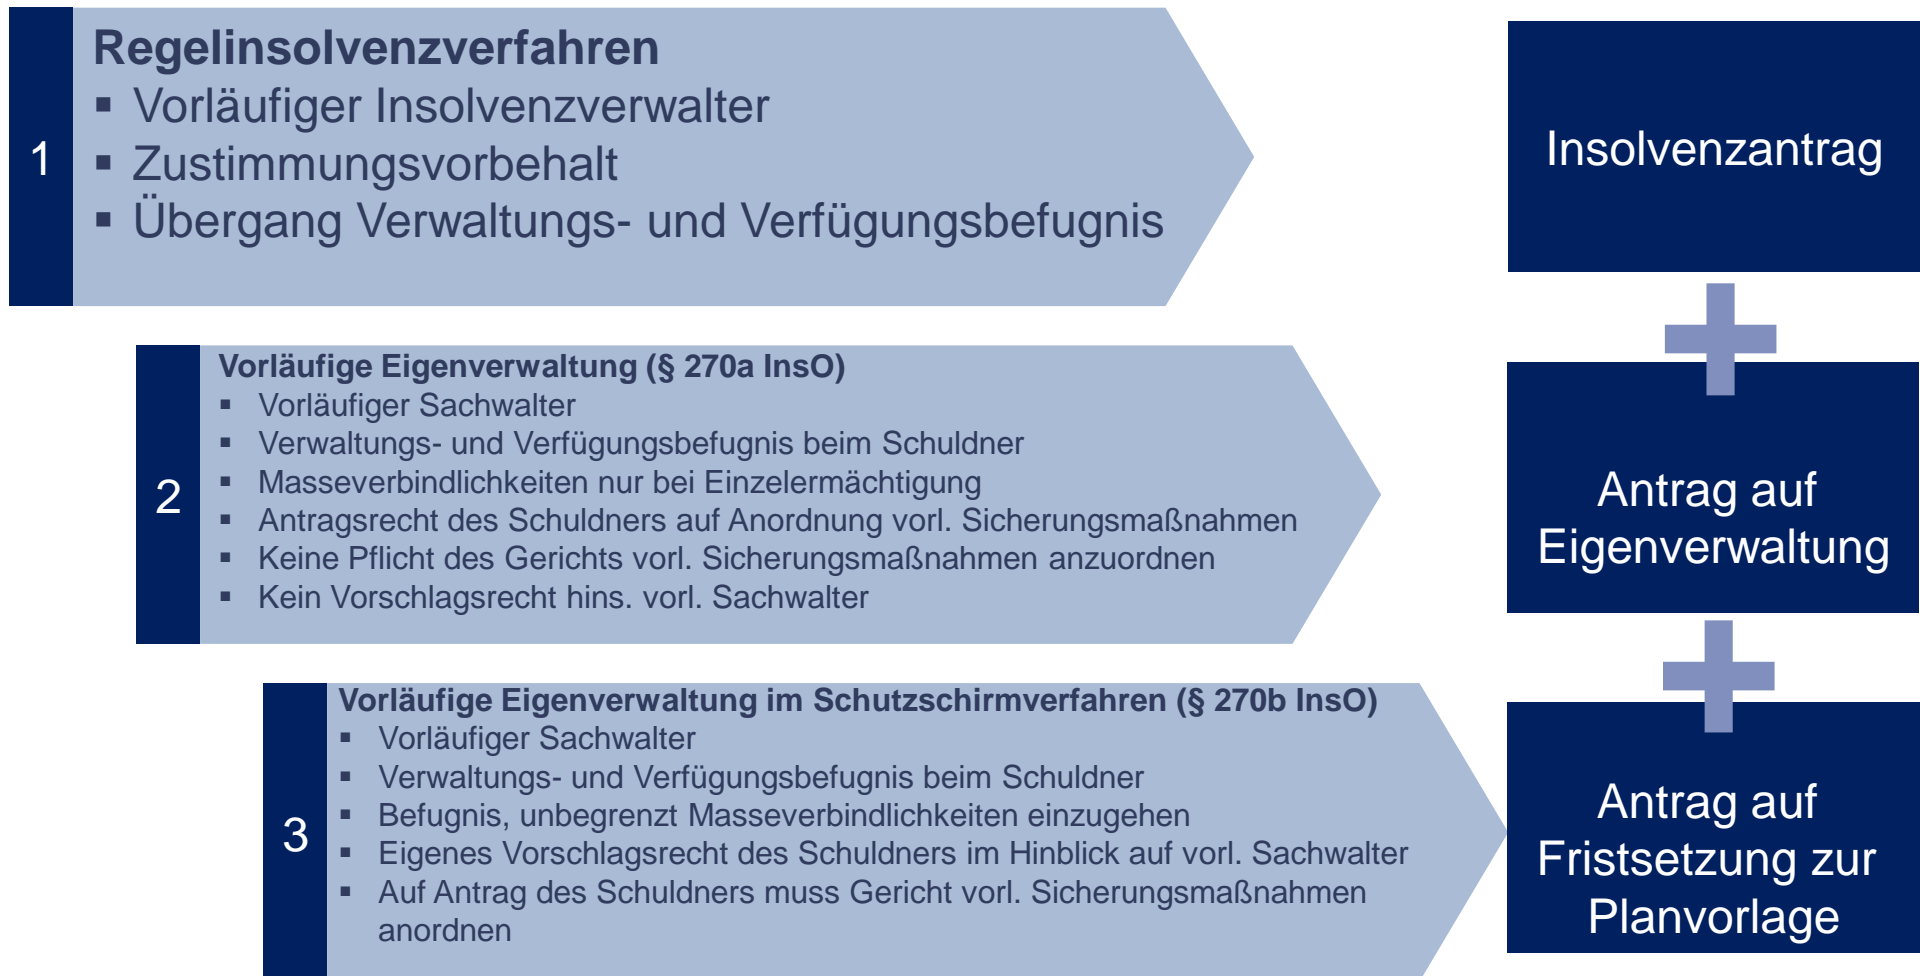 1
Regelinsolvenzverfahren
▪ Vorläufiger Insolvenzverwalter
▪ Zustimmungsvorbehalt
▪ Übergang Verwaltungs- und Verfügungsbefugnis
Insolvenzantrag
2
Vorläufige Eigenverwaltung (§ 270a InsO)
▪ Vorläufiger Sachwalter
▪ Verwaltungs- und Verfügungsbefugnis beim Schuldner
▪ Masseverbindlichkeiten nur bei Einzelermächtigung
▪ Antragsrecht des Schuldners auf Anordnung vorl. Sicherungsmaßnahmen
▪ Keine Pflicht des Gerichts vorl. Sicherungsmaßnahmen anzuordnen
▪ Kein Vorschlagsrecht hins. vorl. Sachwalter
Antrag auf
Eigenverwaltung
3
Vorläufige Eigenverwaltung im Schutzschirmverfahren (§ 270b InsO)
▪ Vorläufiger Sachwalter
▪ Verwaltungs- und Verfügungsbefugnis beim Schuldner
▪ Befugnis, unbegrenzt Masseverbindlichkeiten einzugehen
▪ Eigenes Vorschlagsrecht des Schuldners im Hinblick auf vorl. Sachwalter
▪ Auf Antrag des Schuldners muss Gericht vorl. Sicherungsmaßnahmen
anordnen
Antrag auf
Fristsetzung zur
Planvorlage